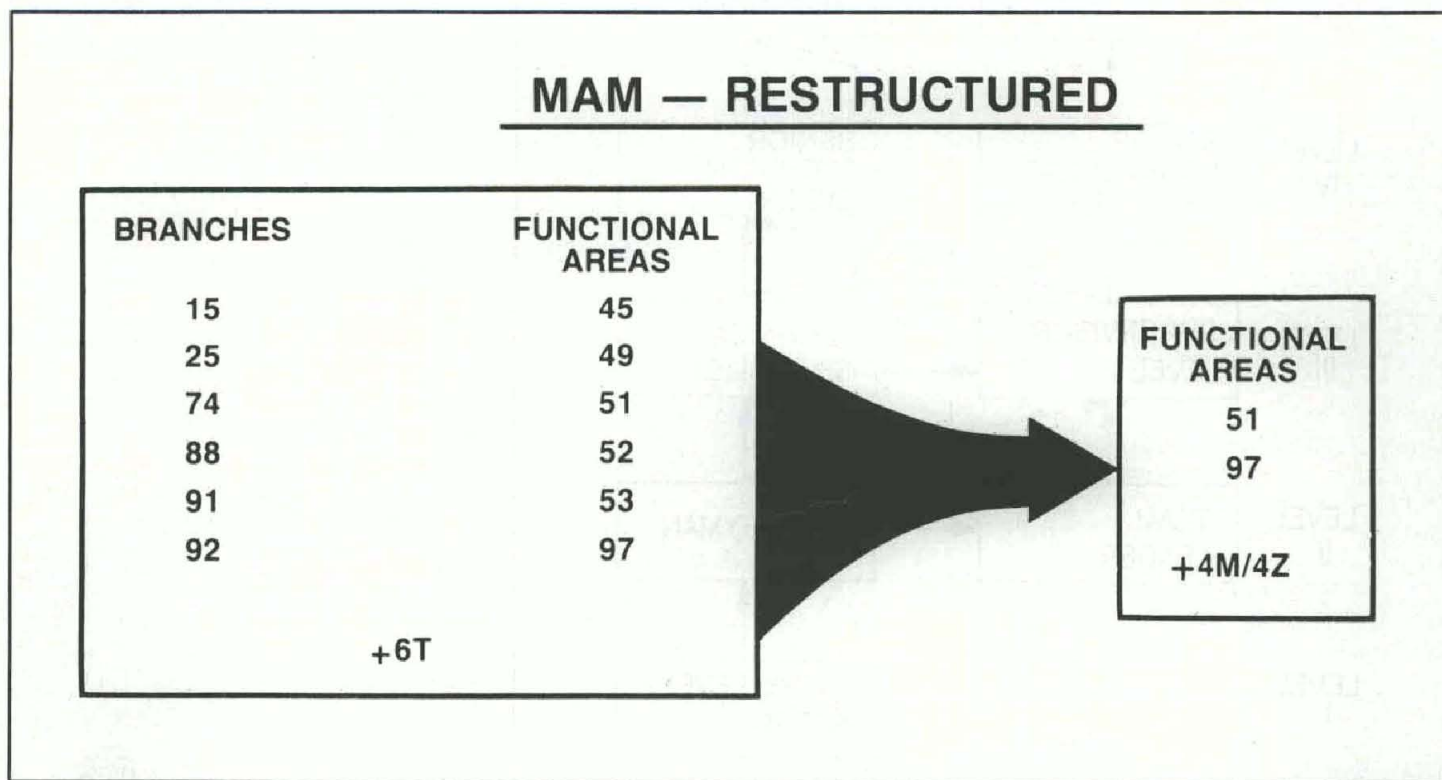 MAM — RESTRUCTURED
BRANCHES
15
25
74
88
91
92
FUNCTIONAL
AREAS
45
49
51
52
53
97
+6T
FUNCTIONAL
AREAS
51
97
+4M/4Z